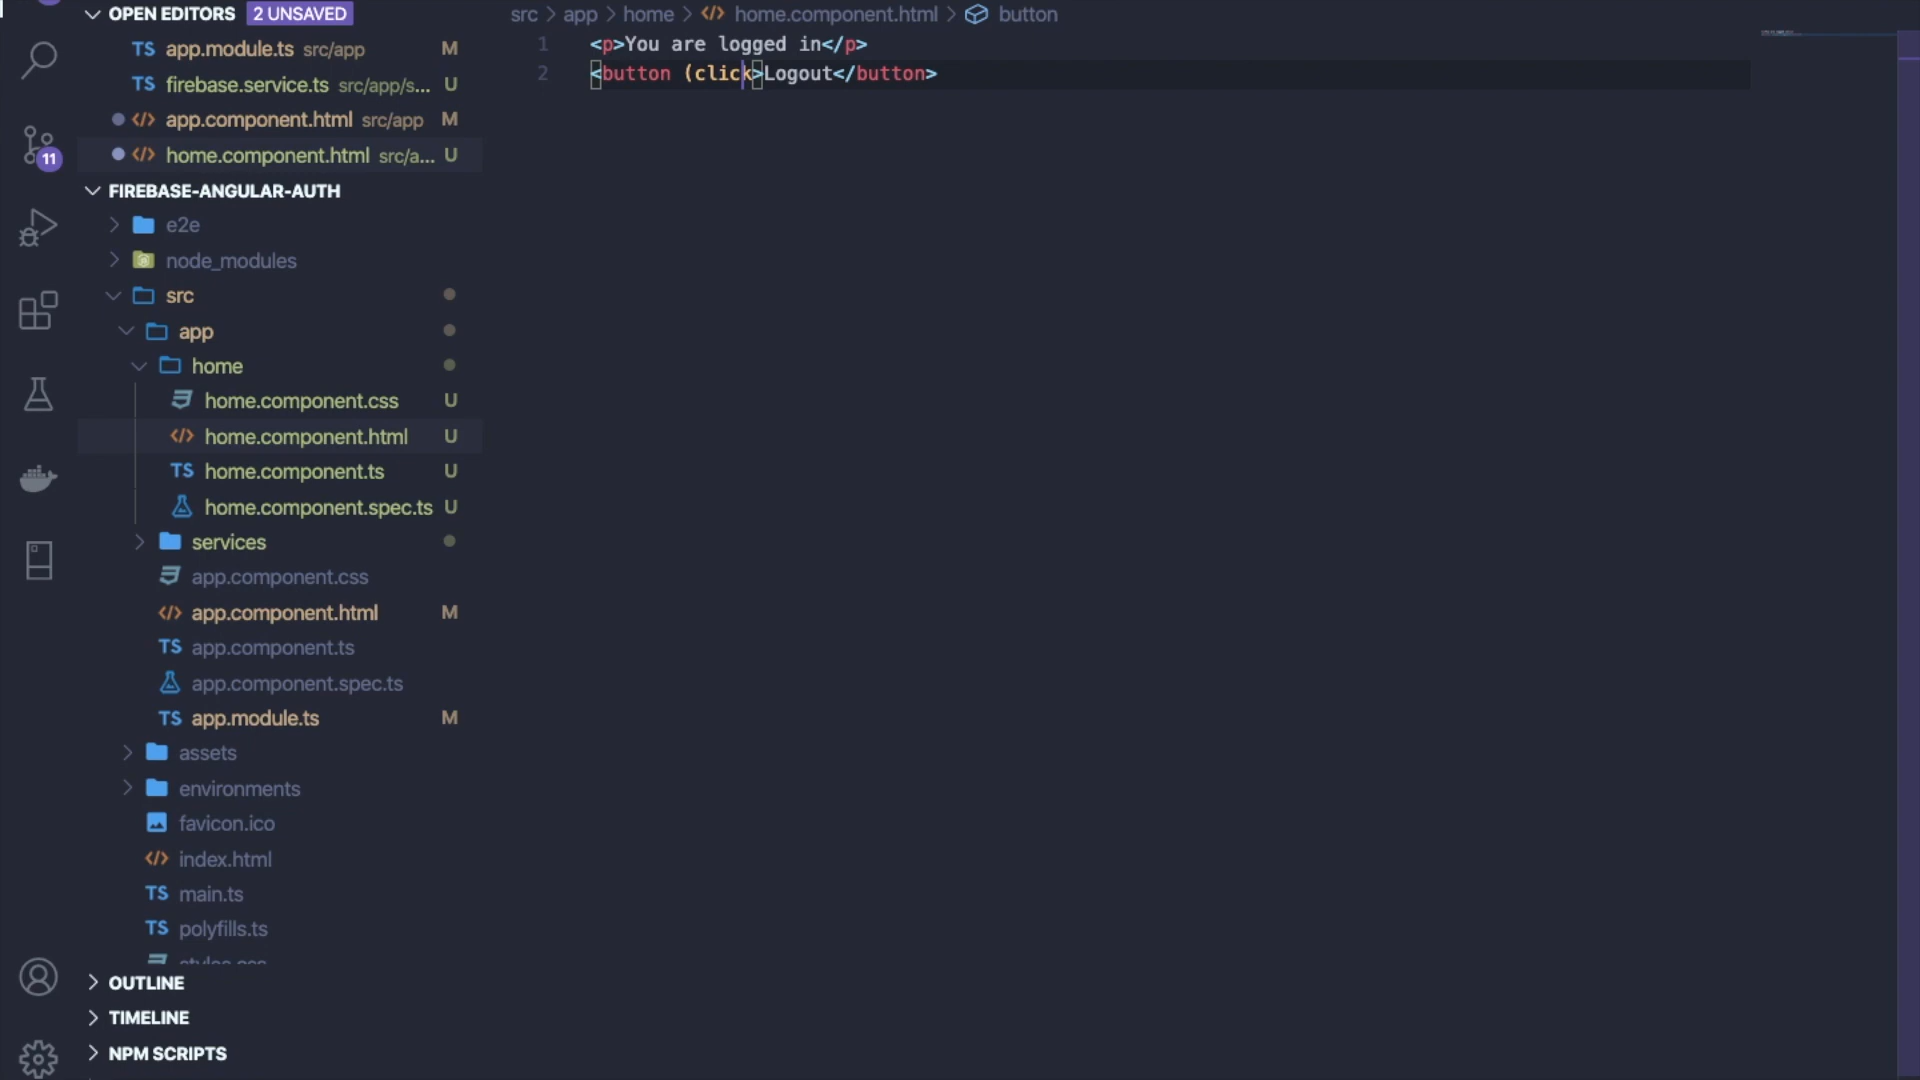 OPEN EDITORS 2 UNSAVED
TS app.module.ts src/app M
TS firebase.service.ts src/app/s... U
</> app.component.html src/app M
</> home.component.html src/a... U
11
FIREBASE-ANGULAR-AUTH
e2e
node_modules
src
app
home
home.component.css U
</> home.component.html U
TS home.component.ts U
home.component.spec.ts U
services
app.component.css
</> app.component.html M
TS app.component.ts
app.component.spec.ts
TS app.module.ts M
assets
environments
favicon.ico
</> index.html
TS main.ts
TS polyfills.ts
OUTLINE
TIMELINE
NPM SCRIPTS
src > app > home > </> home.component.html > button
1 <p>You are logged in</p>
2 <button (click>Logout</button>